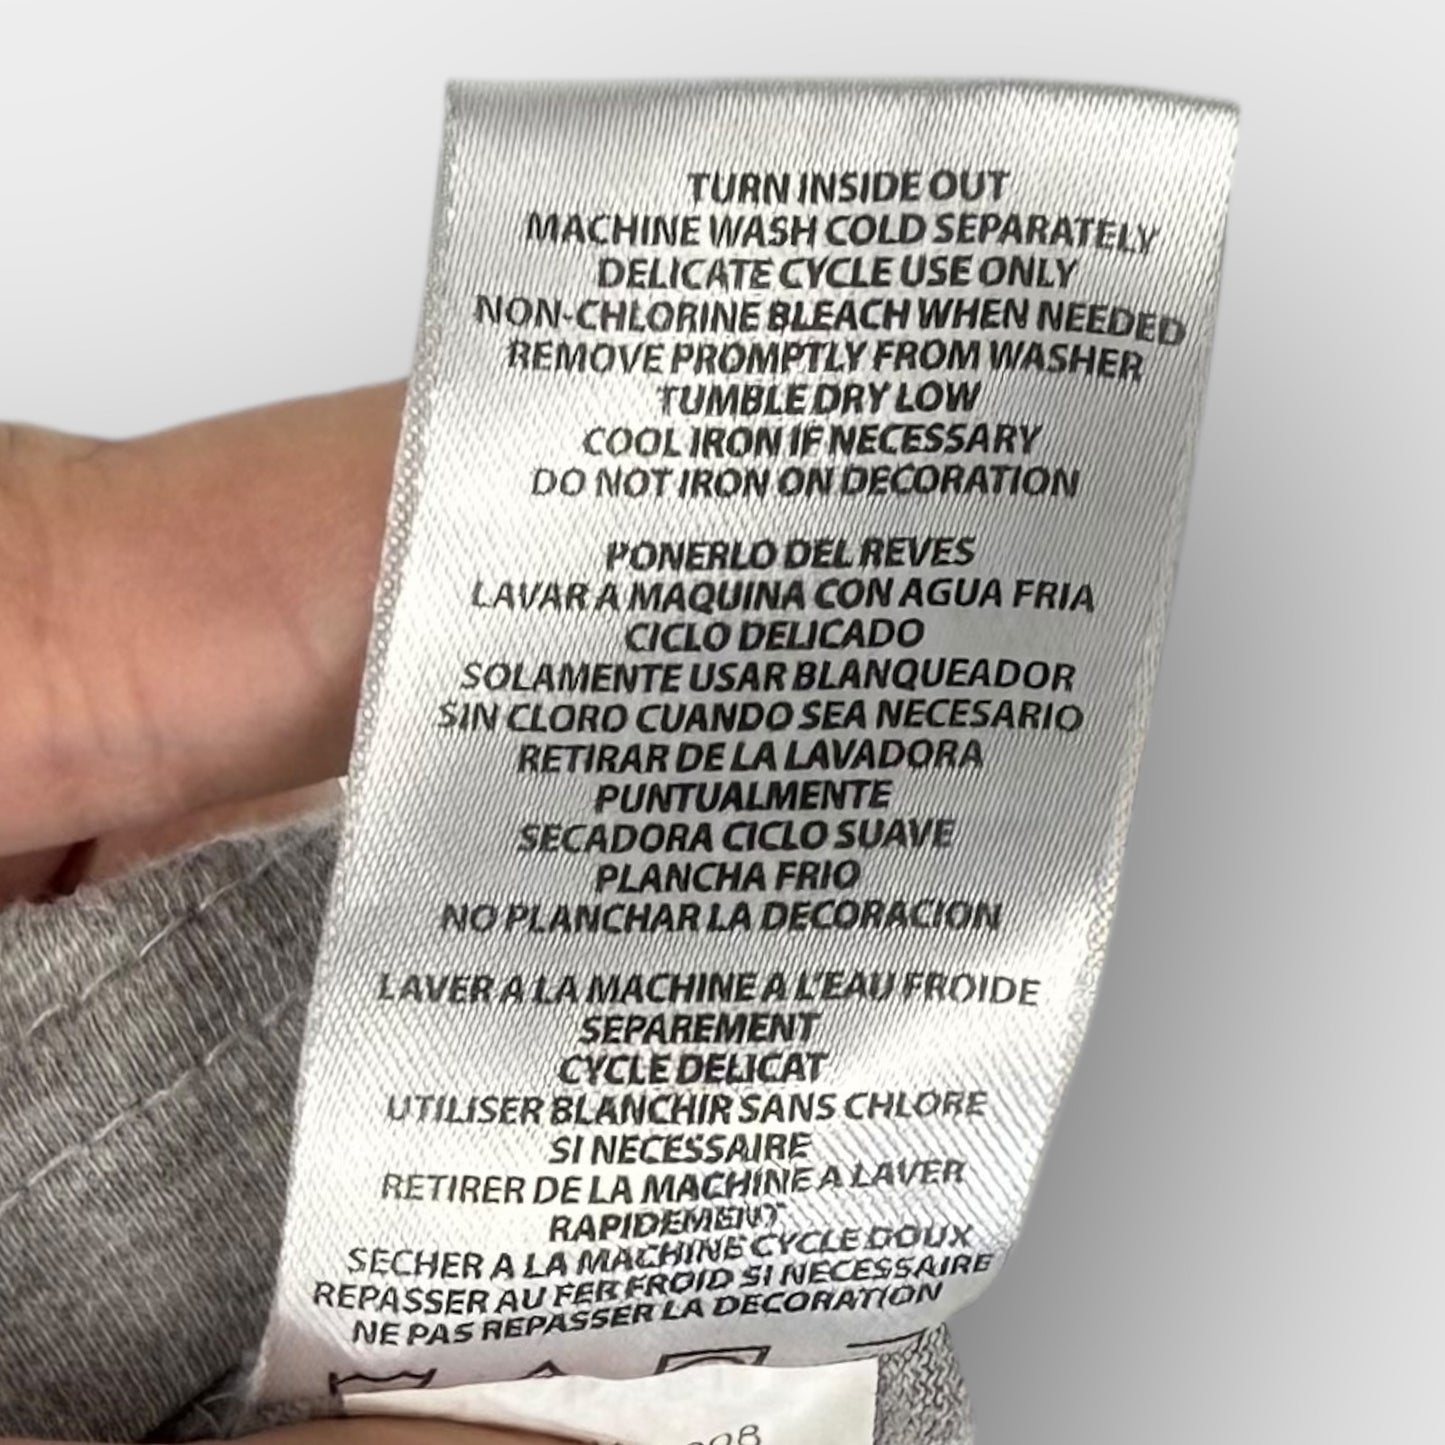 TURN INSIDE OUT
MACHINE WASH COLD SEPARATELY
DELICATE CYCLE USE ONLY
NON-CHLORINE BLEACH WHEN NEEDED
REMOVE PROMPTLY FROM WASHER
TUMBLE DRY LOW
COOL IRON IF NECESSARY
DO NOT IRON ON DECORATION
PONERLO DEL REVES
LAVAR A MAQUINA CON AGUA FRIA
CICLO DELICADO
SOLAMENTE USAR BLANQUEADOR
SIN CLORO CUANDO SEA NECESARIO
RETIRAR DE LA LAVADORA
PUNTUALMENTE
SECADORA CICLO SUAVE
PLANCHA FRIO
NO PLANCHAR LA DECORACION
LAVER A LA MACHINE A L'EAU FROIDE
SEPAREMENT
CYCLE DELICAT
UTILISER BLANCHIR SANS CHLORE
SI NECESSAIRE
RETIRER DE LA MACHINE A LAVER
RAPIDEMENT
SECHER A LA MACHINE CYCLE DOUX
REPASSER AU FER FROID SI NECESSAIRE
NE PAS REPASSER LA DECORATION